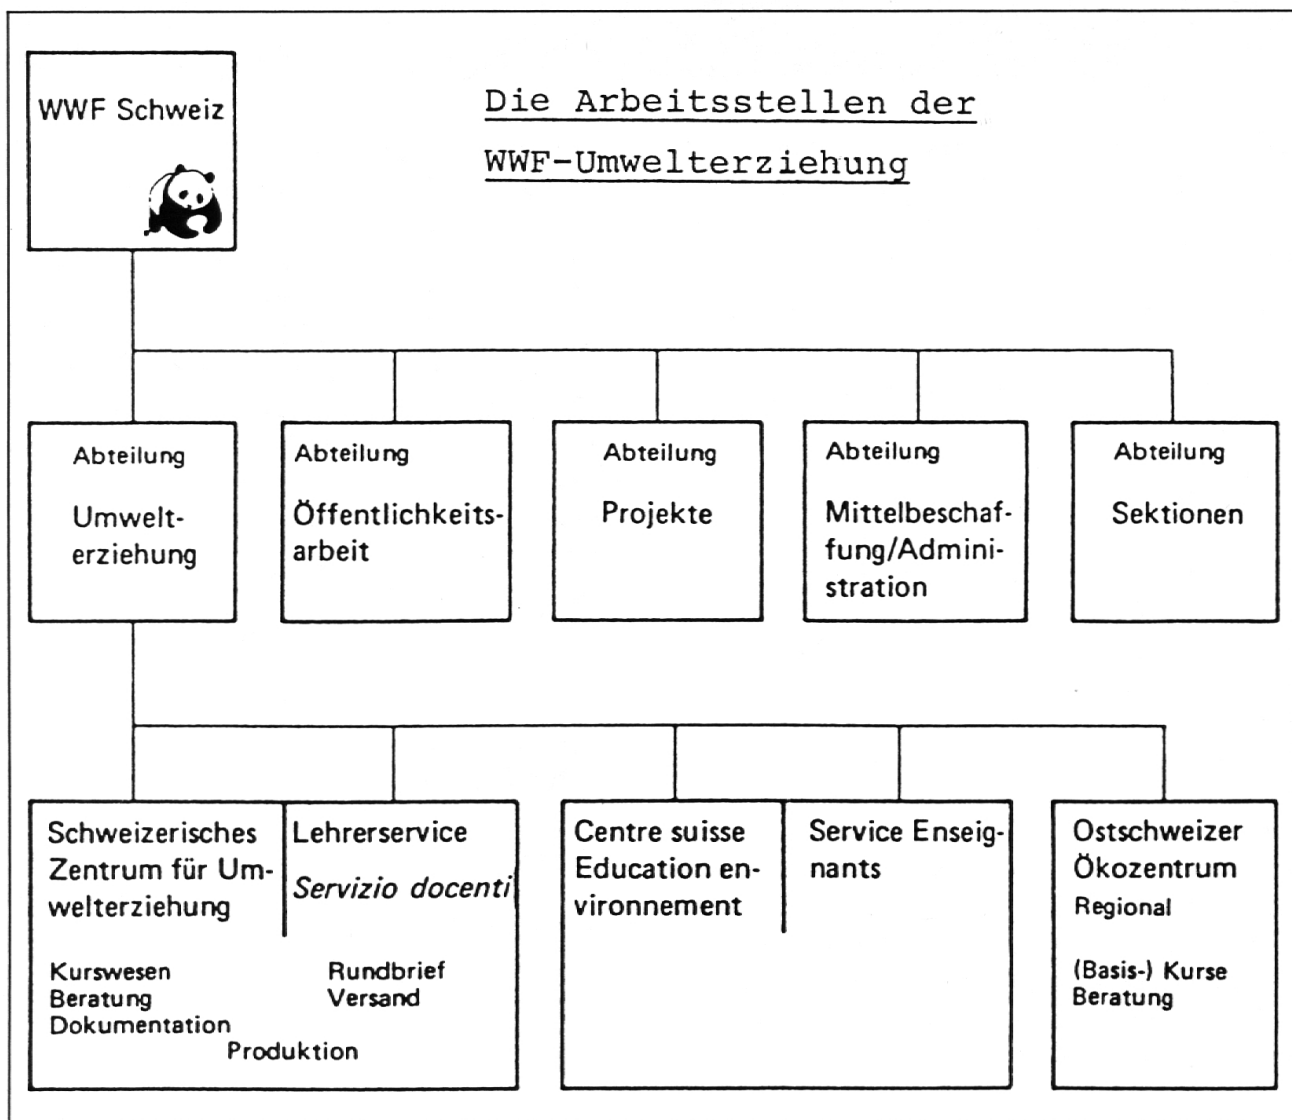 WWF Schweiz
Die Arbeitsstellen der
WWF-Umwelterziehung
Abteilung
Umwelt-
erziehung
Abteilung
Öffentlichkeits-
arbeit
Abteilung
Projekte
Abteilung
Mittelbeschaf-
fung/Admini-
stration
Abteilung
Sektionen
Schweizerisches
Zentrum für Um-
welterziehung
Lehrerservice
Servizio docenti
Kurswesen
Beratung
Dokumentation
Rundbrief
Versand
Produktion
Centre suisse
Education en-
vironnement
Service Enseig-
nants
Ostschweizer
Ökozentrum
Regional
(Basis-) Kurse
Beratung